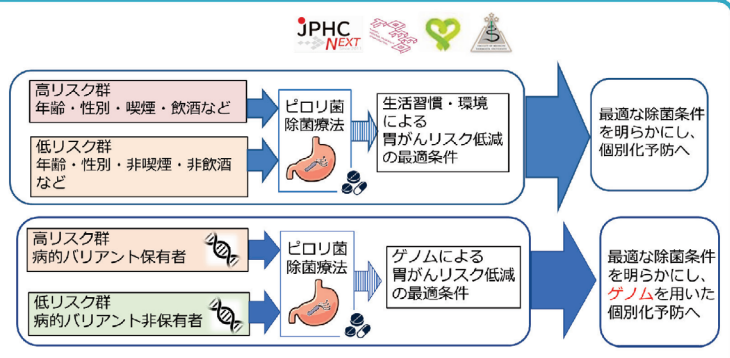 JPHC
NEXT
高リスク群
年齢・性別・喫煙・飲酒など
低リスク群
年齢・性別・非喫煙・非飲酒
など
ピロリ菌
除菌療法
生活習慣・環境
による
胃がんリスク低減
の最適条件
最適な除菌条件
を明らかにし、
個別化予防へ
高リスク群
病的バリアント保有者
低リスク群
病的バリアント非保有者
ピロリ菌
除菌療法
ゲノムによる
胃がんリスク低減
の最適条件
最適な除菌条件
を明らかにし、
ゲノムを用いた
個別化予防へ